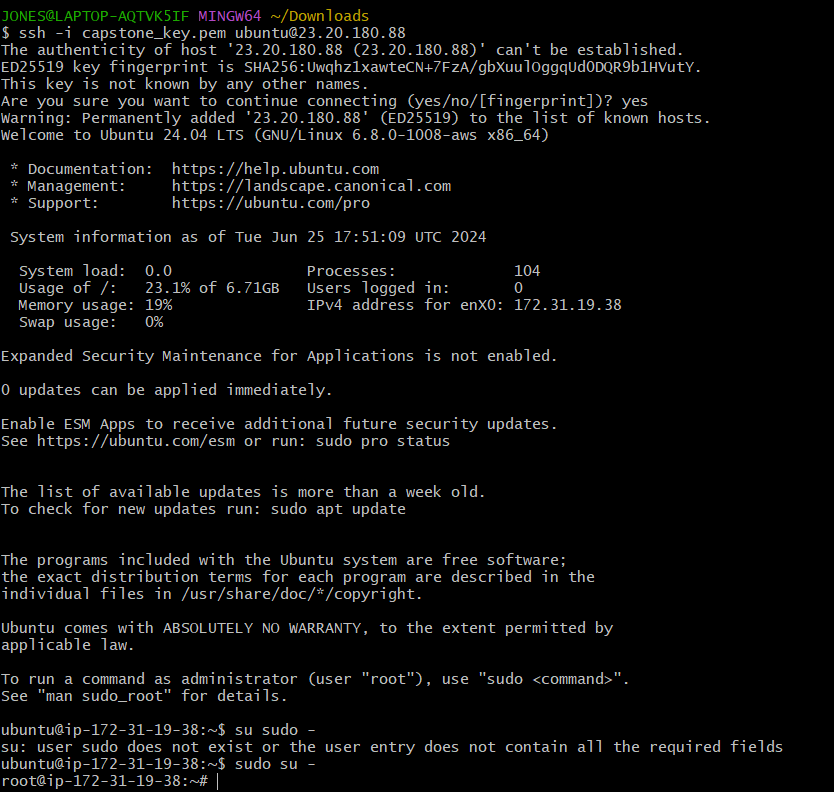 JONES@LAPTOP-AQTVK5IF MINGW64 ~/Downloads
$ ssh -i capstone_key.pem ubuntu@23.20.180.88
The authenticity of host '23.20.180.88 (23.20.180.88)' can't be established.
ED25519 key fingerprint is SHA256:Uwqhz1xawteCN+7FzA/gbXuulOggqUd0DQR9b1HVutY.
This key is not known by any other names.
Are you sure you want to continue connecting (yes/no/[fingerprint])? yes
Warning: Permanently added '23.20.180.88' (ED25519) to the list of known hosts.
Welcome to Ubuntu 24.04 LTS (GNU/Linux 6.8.0-1008-aws x86_64)
* Documentation: https://help.ubuntu.com
* Management: https://landscape.canonical.com
* Support: https://ubuntu.com/pro
System information as of Tue Jun 25 17:51:09 UTC 2024
System load: 0.0 Processes: 104
Usage of /: 23.1% of 6.71GB Users logged in: 0
Memory usage: 19% IPv4 address for enX0: 172.31.19.38
Swap usage: 0%
Expanded Security Maintenance for Applications is not enabled.
0 updates can be applied immediately.
Enable ESM Apps to receive additional future security updates.
See https://ubuntu.com/esm or run: sudo pro status
The list of available updates is more than a week old.
To check for new updates run: sudo apt update
The programs included with the Ubuntu system are free software;
the exact distribution terms for each program are described in the
individual files in /usr/share/doc/*/copyright.
Ubuntu comes with ABSOLUTELY NO WARRANTY, to the extent permitted by
applicable law.
To run a command as administrator (user "root"), use "sudo <command>".
See "man sudo_root" for details.
ubuntu@ip-172-31-19-38:~$ su sudo -
su: user sudo does not exist or the user entry does not contain all the required fields
ubuntu@ip-172-31-19-38:~$ sudo su -
root@ip-172-31-19-38:~#